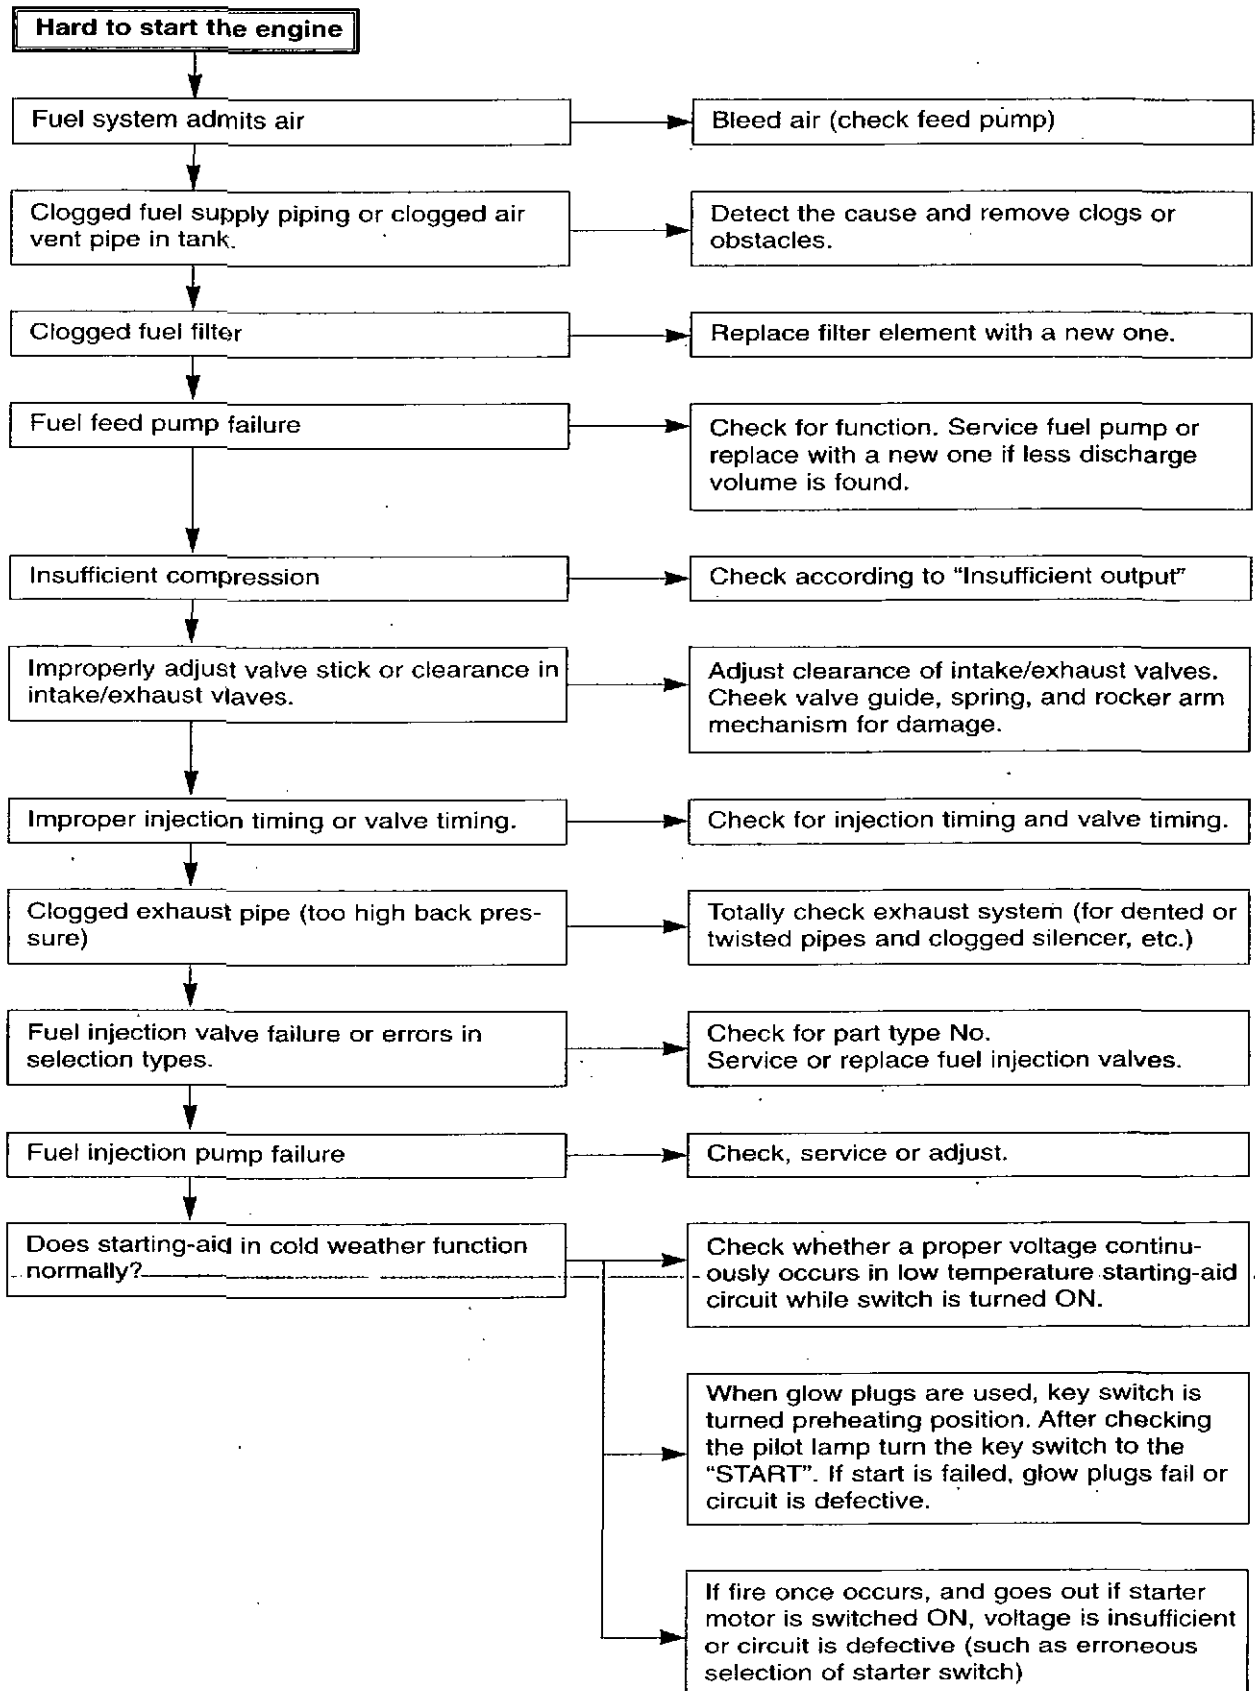 Hard to start the engine
Fuel system admits air
Bleed air (check feed pump)
Clogged fuel supply piping or clogged air
vent pipe in tank.
Detect the cause and remove clogs or
obstacles.
Clogged fuel filter
Replace filter element with a new one.
Fuel feed pump failure
Check for function. Service fuel pump or
replace with a new one if less discharge
volume is found.
Insufficient compression
Check according to “Insufficient output”
Improperly adjust valve stick or clearance in
intake/exhaust vlaves.
Adjust clearance of intake/exhaust valves.
Cheek valve guide, spring, and rocker arm
mechanism for damage.
Improper injection timing or valve timing.
Check for injection timing and valve timing.
Clogged exhaust pipe (too high back pres-
sure)
Totally check exhaust system (for dented or
twisted pipes and clogged silencer, etc.)
Fuel injection valve failure or errors in
selection types.
Check for part type No.
Service or replace fuel injection valves.
Fuel injection pump failure
Check, service or adjust.
Does starting-aid in cold weather function
normally?
Check whether a proper voltage continu-
ously occurs in low temperature starting-aid
circuit while switch is turned ON.
When glow plugs are used, key switch is
turned preheating position. After checking
the pilot lamp turn the key switch to the
“START”. If start is failed, glow plugs fail or
circuit is defective.
If fire once occurs, and goes out if starter
motor is switched ON, voltage is insufficient
or circuit is defective (such as erroneous
selection of starter switch)